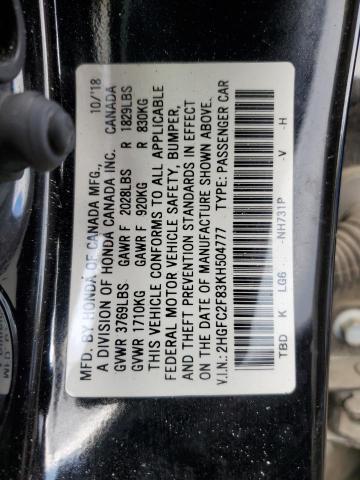 MFD. BY HONDA OF CANADA MFG., 10/'18
A DIVISION OF HONDA CANADA INC. CANADA
GVWR 3769LBS GAWR F 2028LBS R 1829LBS
GVWR 1710KG GAWR F 920KG R 830KG
THIS VEHICLE CONFORMS TO ALL APPLICABLE
FEDERAL MOTOR VEHICLE SAFETY, BUMPER,
AND THEFT PREVENTION STANDARDS IN EFFECT
ON THE DATE OF MANUFACTURE SHOWN ABOVE.
V.I.N.: 2HGFC2F83KH504777 TYPE: PASSENGER CAR
TBD K LG6 -NH731P -V -H